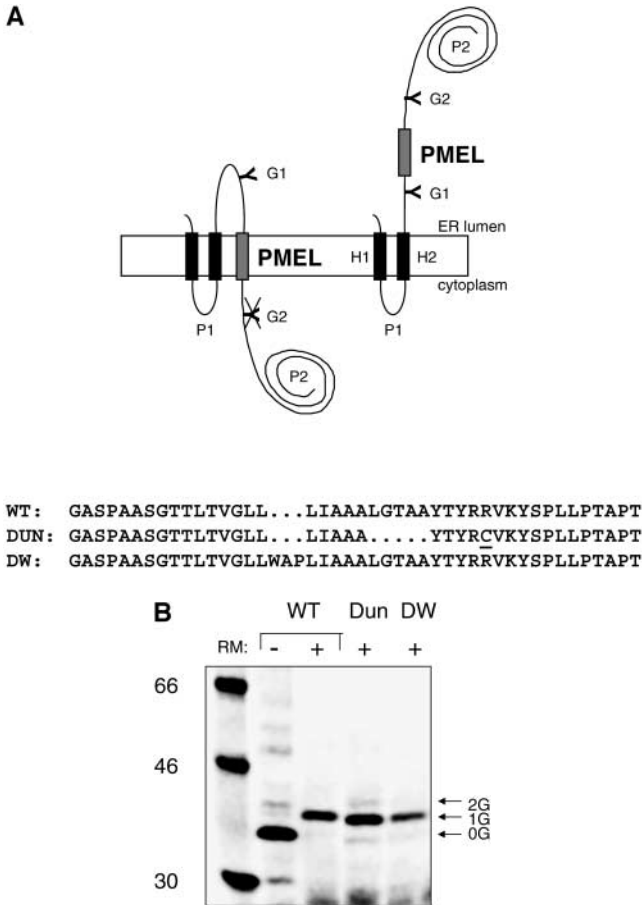 A
P2
G2
PMEL
G1
G1
ER lumen
PMEL
H1
H2
cytoplasm
P1
G2
P1
P2
WT: GASPAASGTTLTVGLL...LIAAALGTAAYTYRRVKYSPLLPTAPT
DUN: GASPAASGTTLTVGLL...LIAAA.....YTYRCVKYSPLLPTAPT
DW: GASPAASGTTLTVGLLWAPLIAAALGTAAYTYRRVKYSPLLPTAPT
B
WT Dun DW
RM: - + + +
66
46
2G
1G
0G
30